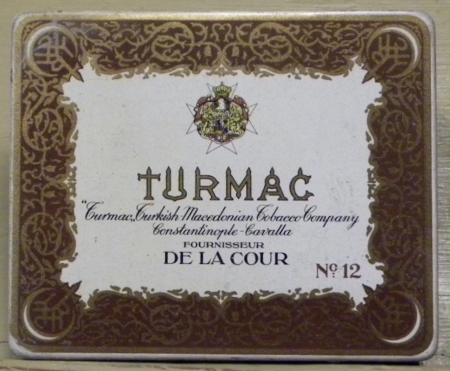 TURMAC
"Turmac, Turkish Macedonian Tobacco Company
Constantinople-Cavalla
FOURNISSEUR
DE LA COUR
No. 12